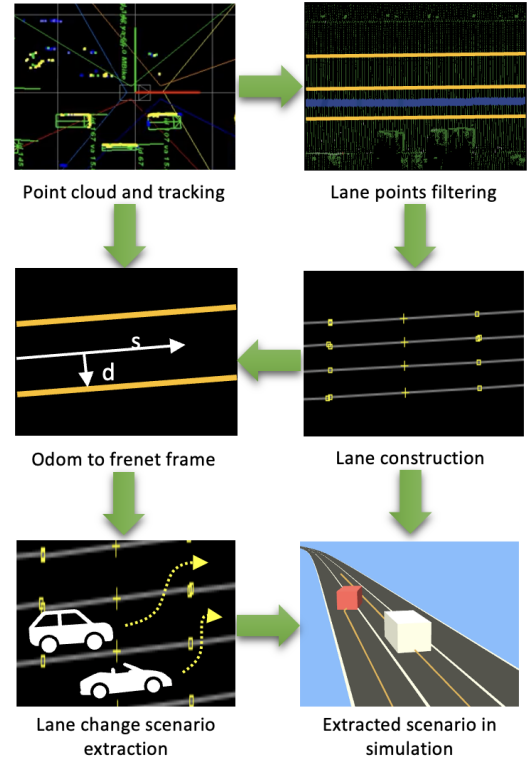 Point cloud and tracking
Lane points filtering
s
d
Odom to frenet frame
Lane construction
Lane change scenario
extraction
Extracted scenario in
simulation